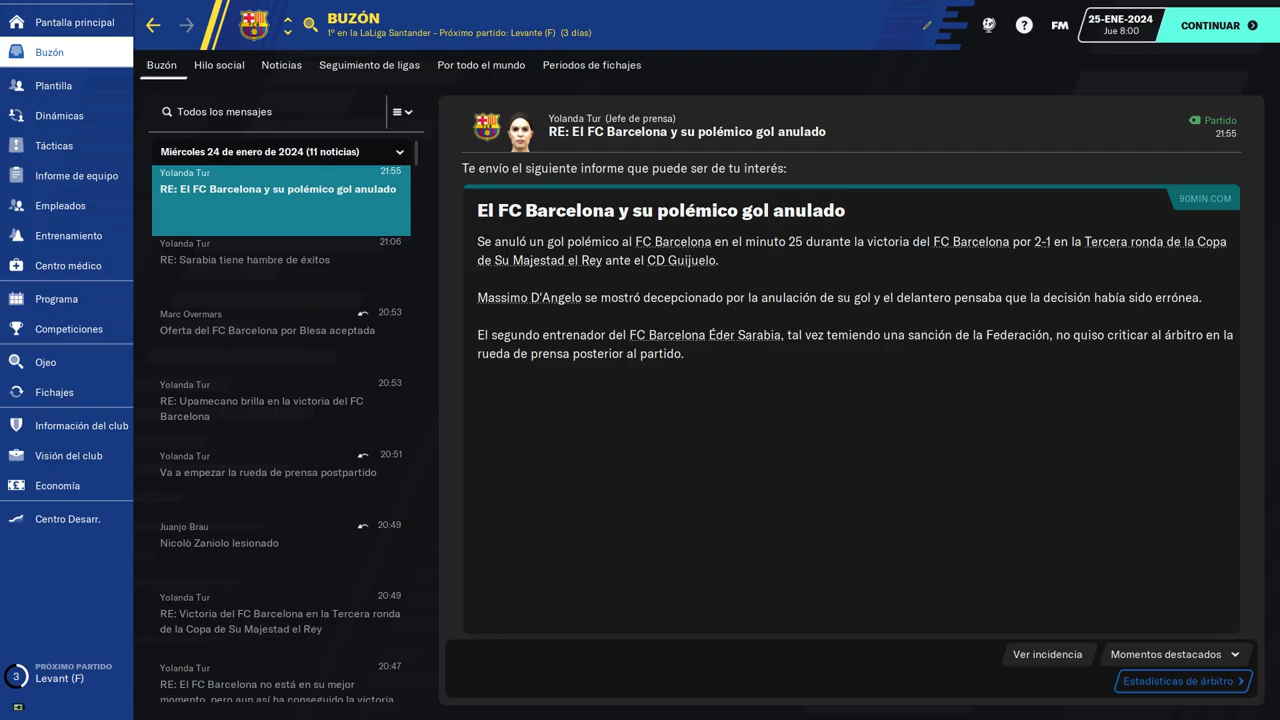 Pantalla principal
Buzón
Plantilla
Dinámicas
Tácticas
Informe de equipo
Empleados
Entrenamiento
Centro médico
Programa
Competiciones
Ojeo
Fichajes
Información del club
Visión del club
Economía
Centro Desarr.
3
PRÓXIMO PARTIDO
Levant (F)
BUZÓN
1º en la LaLiga Santander - Próximo partido: Levante (F) (3 días)
?
FM
25-ENE-2024
Jue 8:00
CONTINUAR
Buzón
Hilo social
Noticias
Seguimiento de ligas
Por todo el mundo
Periodos de fichajes
Todos los mensajes
Miércoles 24 de enero de 2024 (11 noticias)
Yolanda Tur 21:55
RE: El FC Barcelona y su polémico gol anulado
Yolanda Tur 21:06
RE: Sarabia tiene hambre de éxitos
Marc Overmars 20:53
Oferta del FC Barcelona por Blesa aceptada
Yolanda Tur 20:53
RE: Upamecano brilla en la victoria del FC
Barcelona
Yolanda Tur 20:51
Va a empezar la rueda de prensa postpartido
Juanjo Brau 20:49
Nicolò Zaniolo lesionado
Yolanda Tur 20:49
RE: Victoria del FC Barcelona en la Tercera ronda
de la Copa de Su Majestad el Rey
Yolanda Tur 20:47
RE: El FC Barcelona no está en su mejor
momento, pero aun así ha conseguido la victoria
Yolanda Tur (Jefe de prensa)
RE: El FC Barcelona y su polémico gol anulado
Partido
21:55
Te envío el siguiente informe que puede ser de tu interés:
90MIN.COM
El FC Barcelona y su polémico gol anulado
Se anuló un gol polémico al FC Barcelona en el minuto 25 durante la victoria del FC Barcelona por 2-1 en la Tercera ronda de la Copa
de Su Majestad el Rey ante el CD Guijuelo.
Massimo D'Angelo se mostró decepcionado por la anulación de su gol y el delantero pensaba que la decisión había sido errónea.
El segundo entrenador del FC Barcelona Éder Sarabia, tal vez temiendo una sanción de la Federación, no quiso criticar al árbitro en la
rueda de prensa posterior al partido.
Ver incidencia
Momentos destacados
Estadísticas de árbitro